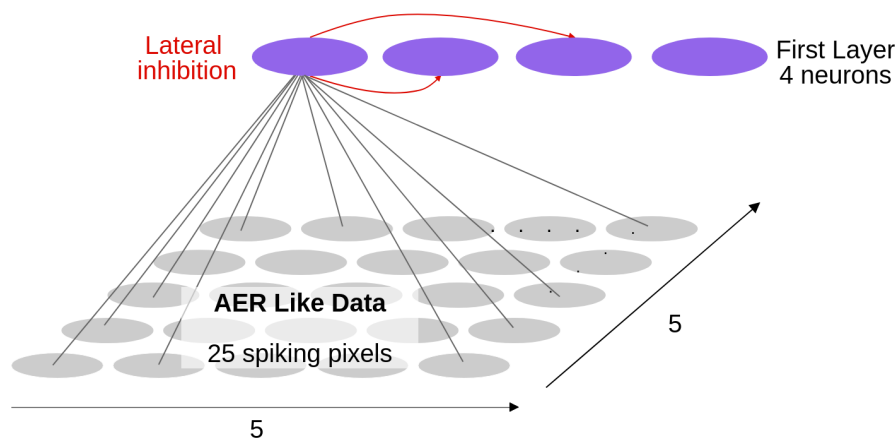 Lateral
inhibition
First Layer
4 neurons
AER Like Data
25 spiking pixels
5
5